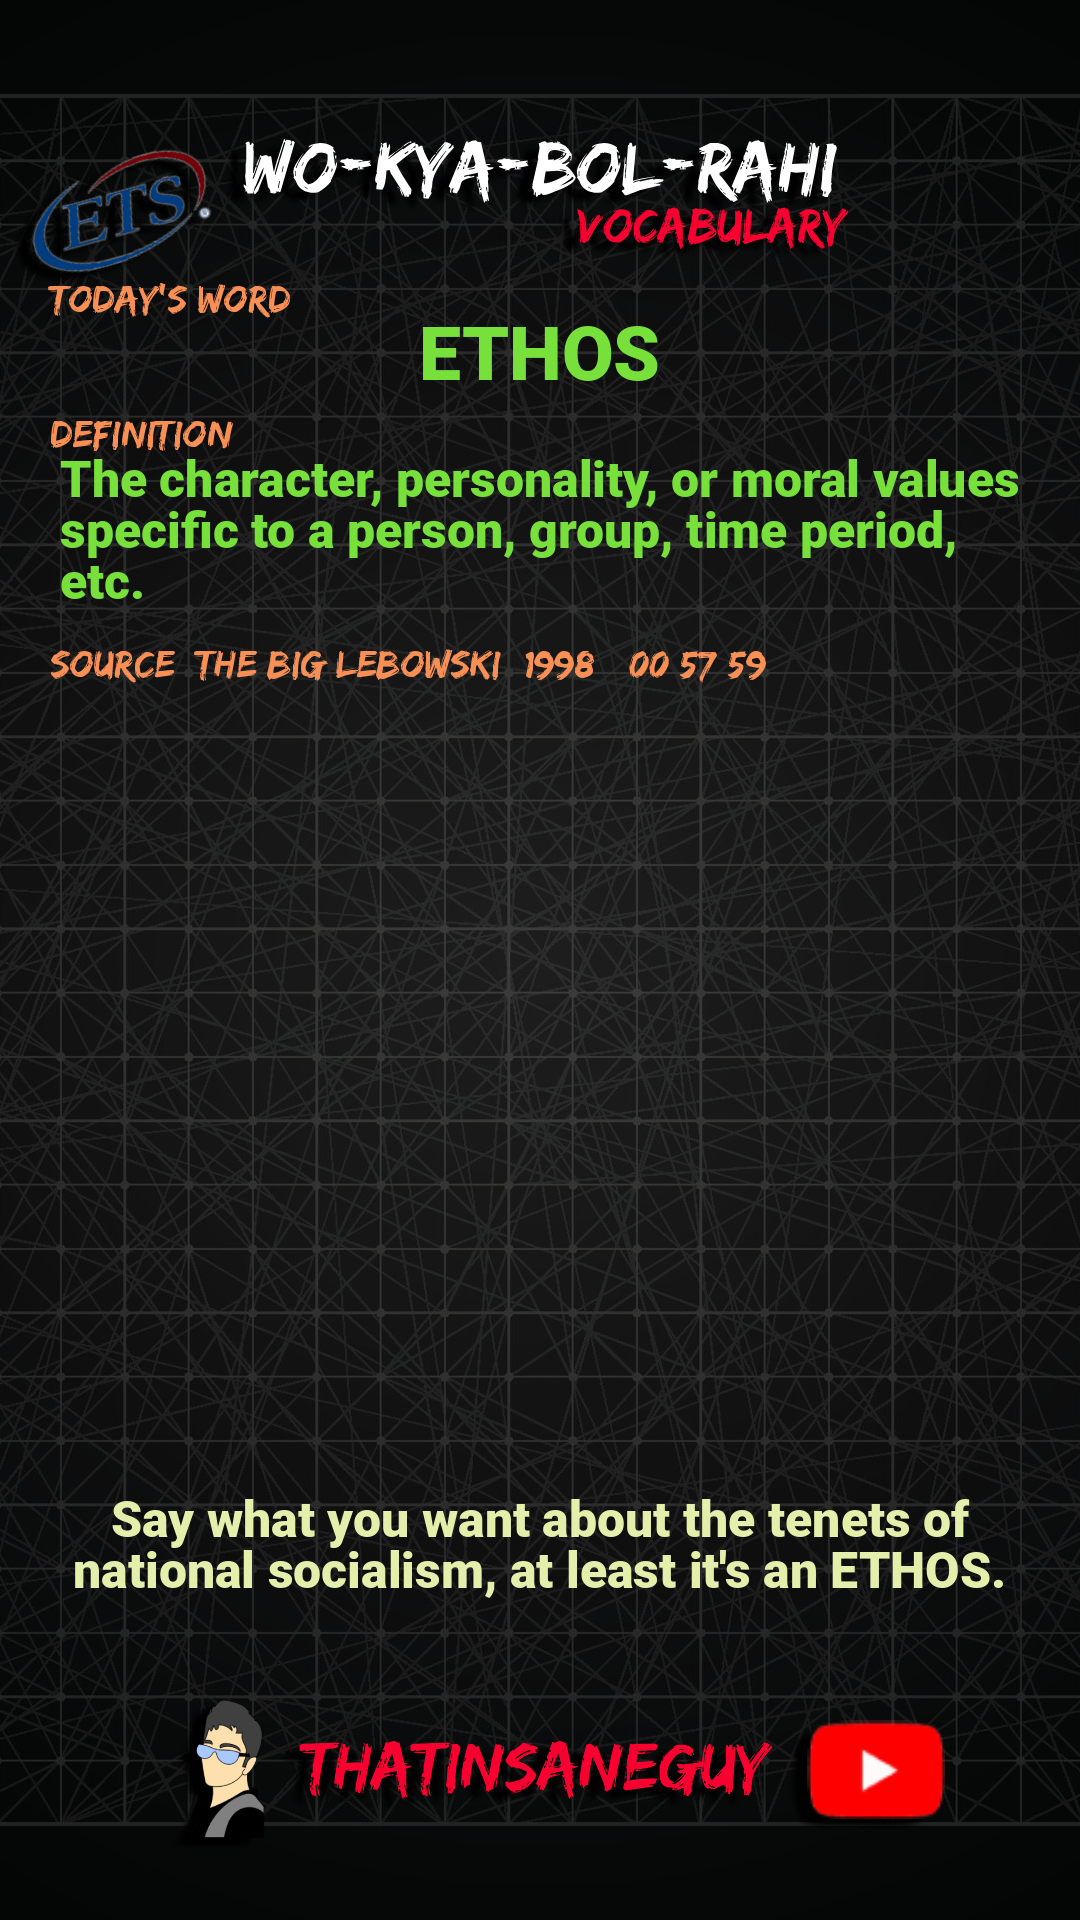 ETS
WO-KYA-BOL-RAHI
VOCABULARY
TODAY'S WORD
ETHOS
DEFINITION
The character, personality, or moral values
specific to a person, group, time period,
etc.
SOURCE THE BIG LEBOWSKI 1998 00 57 59
Say what you want about the tenets of
national socialism, at least it's an ETHOS.
THATINSANEGUY